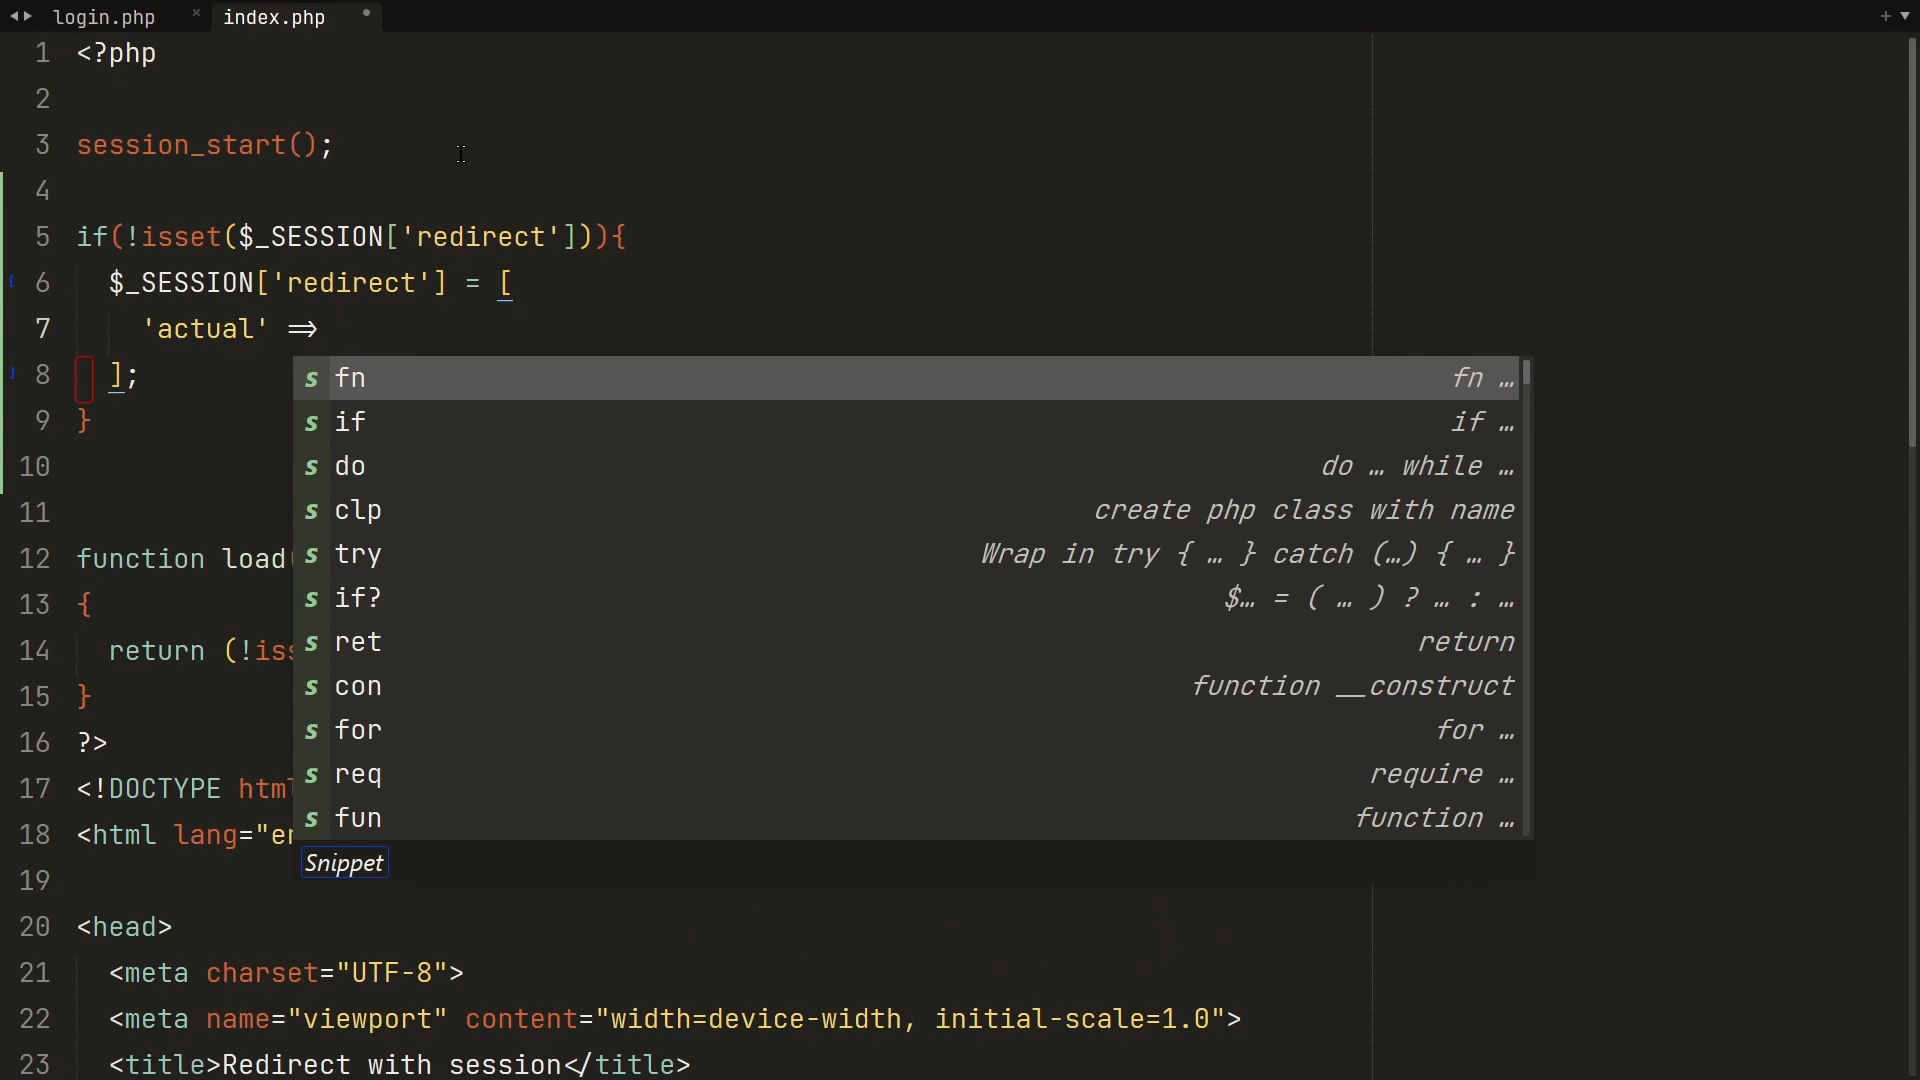 login.php × index.php •
1 <?php
2
3 session_start();
4
5 if(!isset($_SESSION['redirect'])){
6 $_SESSION['redirect'] = [
7 'actual' =>
8 ];
9 }
10
11
12 function load
13 {
14 return (!iss
15 }
16 ?>
17 <!DOCTYPE html
18 <html lang="en
19
20 <head>
21 <meta charset="UTF-8">
22 <meta name="viewport" content="width=device-width, initial-scale=1.0">
23 <title>Redirect with session</title>
s fn fn …
s if if …
s do do … while …
s clp create php class with name
s try Wrap in try { … } catch (…) { … }
s if? $… = ( … ) ? … : …
s ret return
s con function __construct
s for for …
s req require …
s fun function …
Snippet